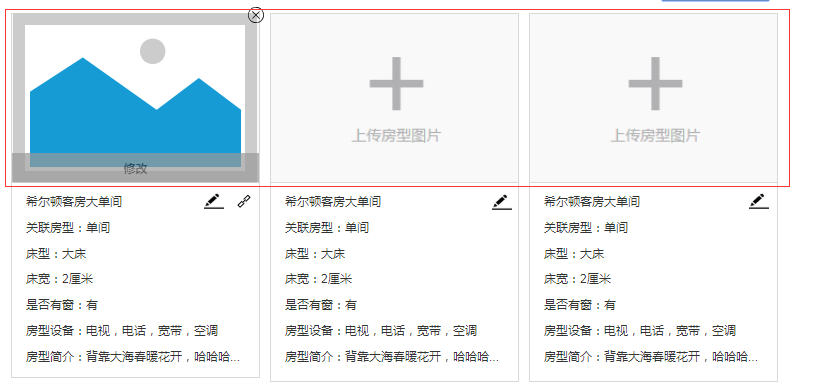 修改
上传房型图片
上传房型图片
希尔顿客房大单间
关联房型：单间
床型：大床
床宽：2厘米
是否有窗：有
房型设备：电视，电话，宽带，空调
房型简介：背靠大海春暖花开，哈哈哈...
希尔顿客房大单间
关联房型：单间
床型：大床
床宽：2厘米
是否有窗：有
房型设备：电视，电话，宽带，空调
房型简介：背靠大海春暖花开，哈哈哈...
希尔顿客房大单间
关联房型：单间
床型：大床
床宽：2厘米
是否有窗：有
房型设备：电视，电话，宽带，空调
房型简介：背靠大海春暖花开，哈哈哈...